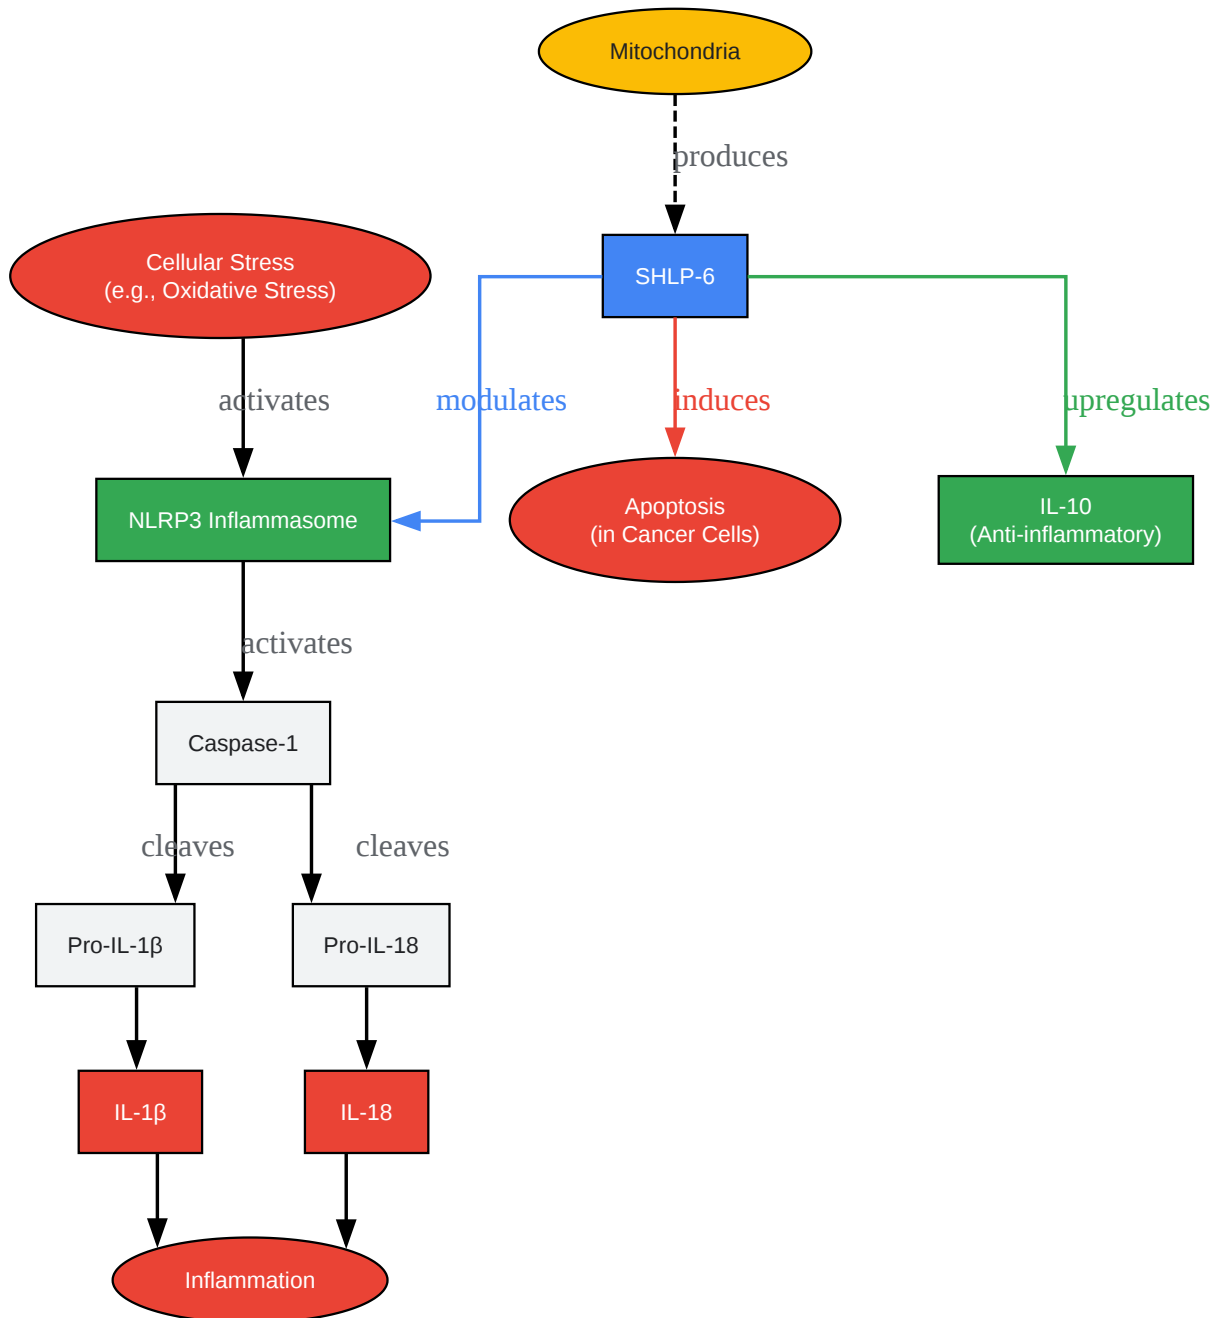 Mitochondria
produces
Cellular Stress
(e.g., Oxidative Stress)
SHLP-6
activates
modulates
induces
upregulates
NLRP3 Inflammasome
Apoptosis
(in Cancer Cells)
IL-10
(Anti-inflammatory)
activates
Caspase-1
cleaves
cleaves
Pro-IL-1β
Pro-IL-18
IL-1β
IL-18
Inflammation